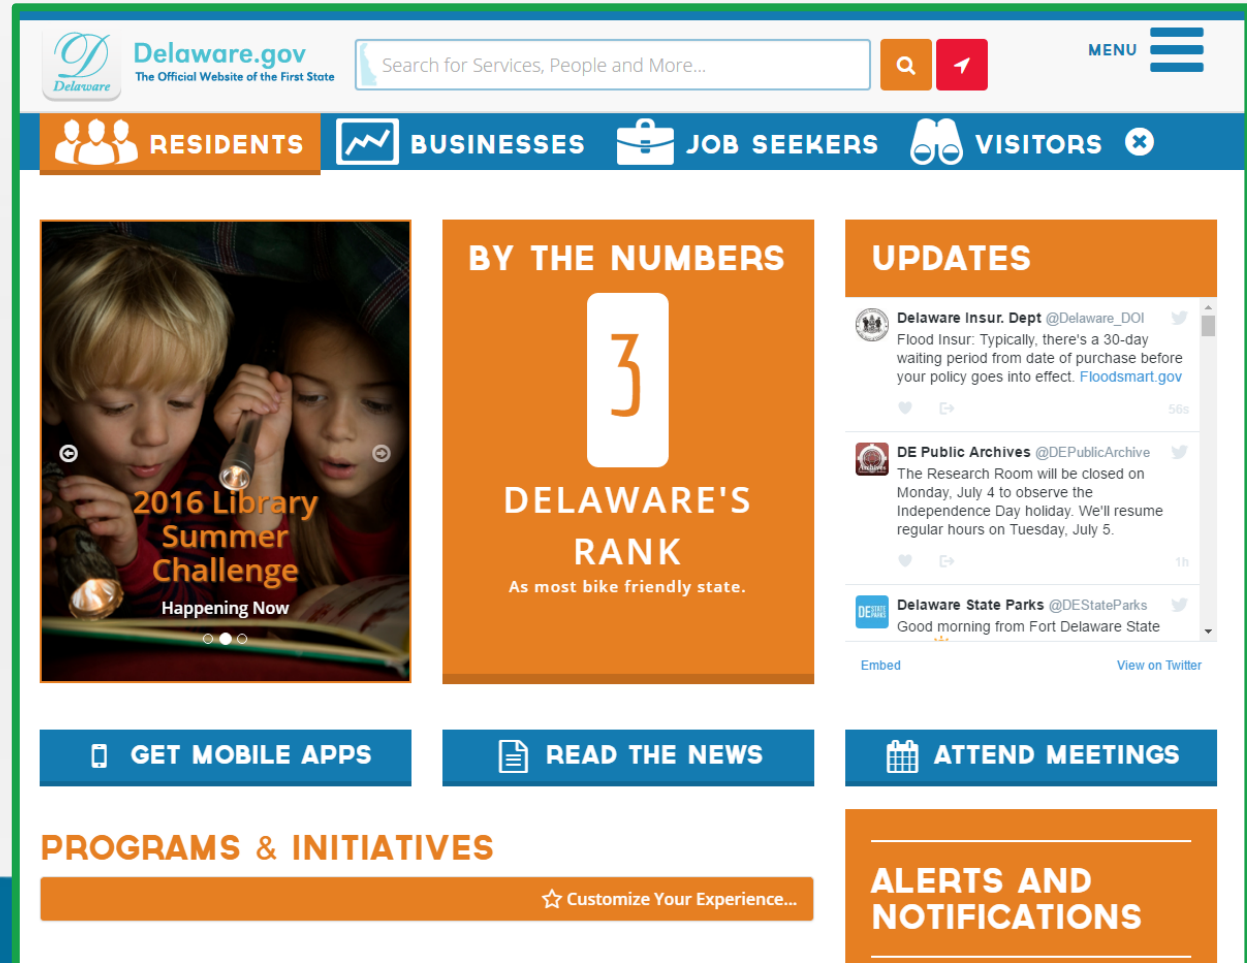 Delaware
Delaware.gov
The Official Website of the First State
Search for Services, People and More...
MENU
RESIDENTS
BUSINESSES
JOB SEEKERS
VISITORS
2016 Library
Summer
Challenge
Happening Now
BY THE NUMBERS
3
DELAWARE'S
RANK
As most bike friendly state.
UPDATES
Delaware Insur. Dept @Delaware_DOI
Flood Insur: Typically, there's a 30-day
waiting period from date of purchase before
your policy goes into effect. Floodsmart.gov
56s
DE Public Archives @DEPublicArchive
The Research Room will be closed on
Monday, July 4 to observe the
Independence Day holiday. We'll resume
regular hours on Tuesday, July 5.
1h
Delaware State Parks @DEStateParks
Good morning from Fort Delaware State
Embed
View on Twitter
GET MOBILE APPS
READ THE NEWS
ATTEND MEETINGS
PROGRAMS & INITIATIVES
Customize Your Experience...
ALERTS AND
NOTIFICATIONS